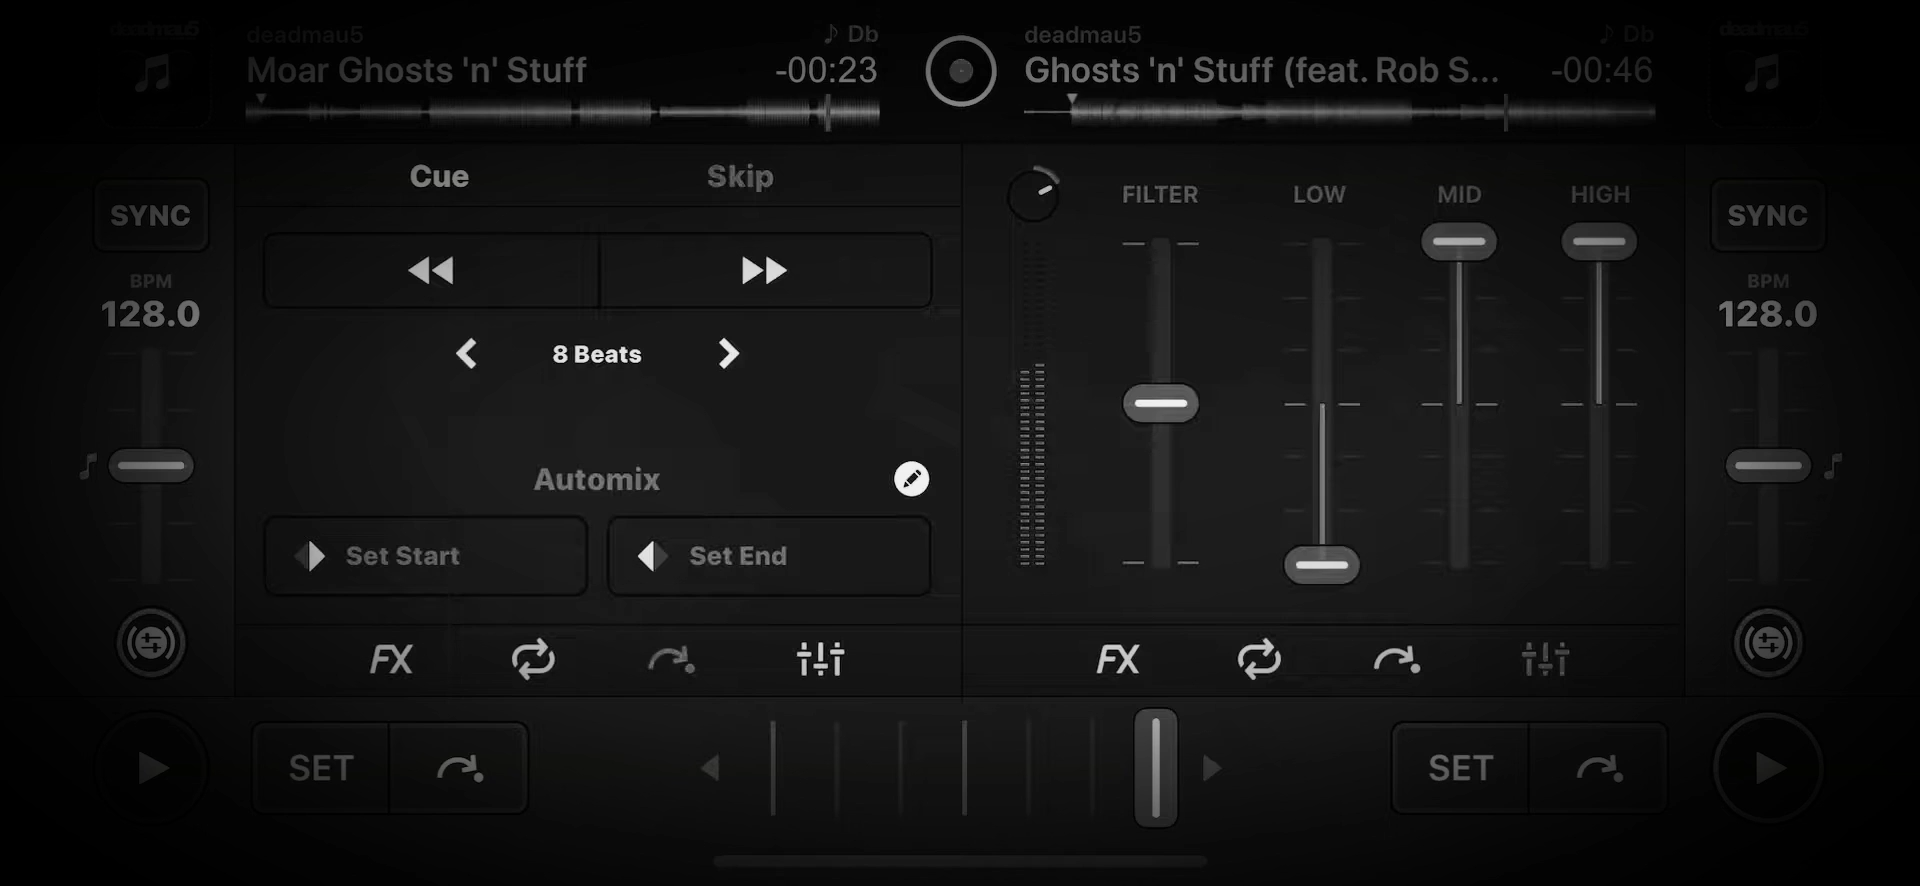 deadmau5
deadmau5
Db
Moar Ghosts 'n' Stuff
-00:23
deadmau5
Db
Ghosts 'n' Stuff (feat. Rob S...
-00:46
deadmau5
SYNC
BPM
128.0
Cue
Skip
8 Beats
Automix
Set Start
Set End
FX
FILTER
LOW
MID
HIGH
FX
SYNC
BPM
128.0
SET
SET